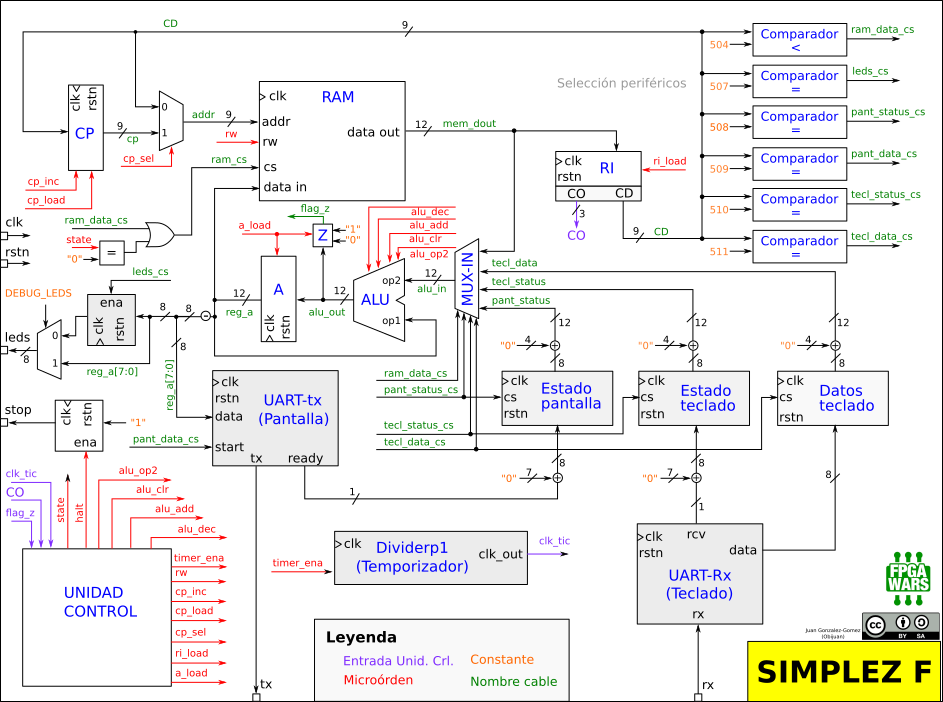 CD
9
504
Comparador
<
ram_data_cs
507
Comparador
=
leds_cs
508
Comparador
=
pant_status_cs
509
Comparador
=
pant_data_cs
510
Comparador
=
tecl_status_cs
511
Comparador
=
tecl_data_cs
Selección periféricos
clk<
rstn
CP
9
cp
0
1
cp_sel
cp_inc
cp_load
addr
9
rw
ram_cs
RAM
clk
addr
rw
cs
data in
data out
12
mem_dout
clk
rstn
RI
ri_load
CO
CD
3
CO
9
CD
clk
rstn
ram_data_cs
state
"0"
=
a_load
flag_z
Z
"1"
"0"
alu_dec
alu_add
alu_clr
alu_op2
MUX-IN
tecl_data
tecl_status
pant_status
12
alu_in
op2
ALU
op1
12
alu_out
A
clk
rstn
12
reg_a
leds_cs
DEBUG_LEDS
ena
clk
rstn
8
8
leds
8
0
1
reg_a[7:0]
8
reg_a[7:0]
stop
clk<
rstn
ena
"1"
pant_data_cs
clk
rstn
data
start
UART-tx
(Pantalla)
tx
ready
1
ram_data_cs
pant_status_cs
tecl_status_cs
tecl_data_cs
12
"0"
4
8
clk
cs
rstn
Estado
pantalla
"0"
7
8
12
"0"
4
8
clk
cs
rstn
Estado
teclado
"0"
7
8
1
12
"0"
4
8
clk
cs
rstn
Datos
teclado
8
clk_tic
CO
flag_z
state
halt
alu_op2
alu_clr
alu_add
alu_dec
timer_ena
rw
cp_inc
cp_load
cp_sel
ri_load
a_load
UNIDAD
CONTROL
timer_ena
clk
Dividerp1
(Temporizador)
clk_out
clk_tic
clk
rstn
rcv
data
UART-Rx
(Teclado)
rx
Leyenda
Entrada Unid. Crl.
Constante
Microórden
Nombre cable
tx
rx
FPGA
WARS
Juan Gonzalez-Gomez
(Obijuan)
cc
BY SA
SIMPLEZ F